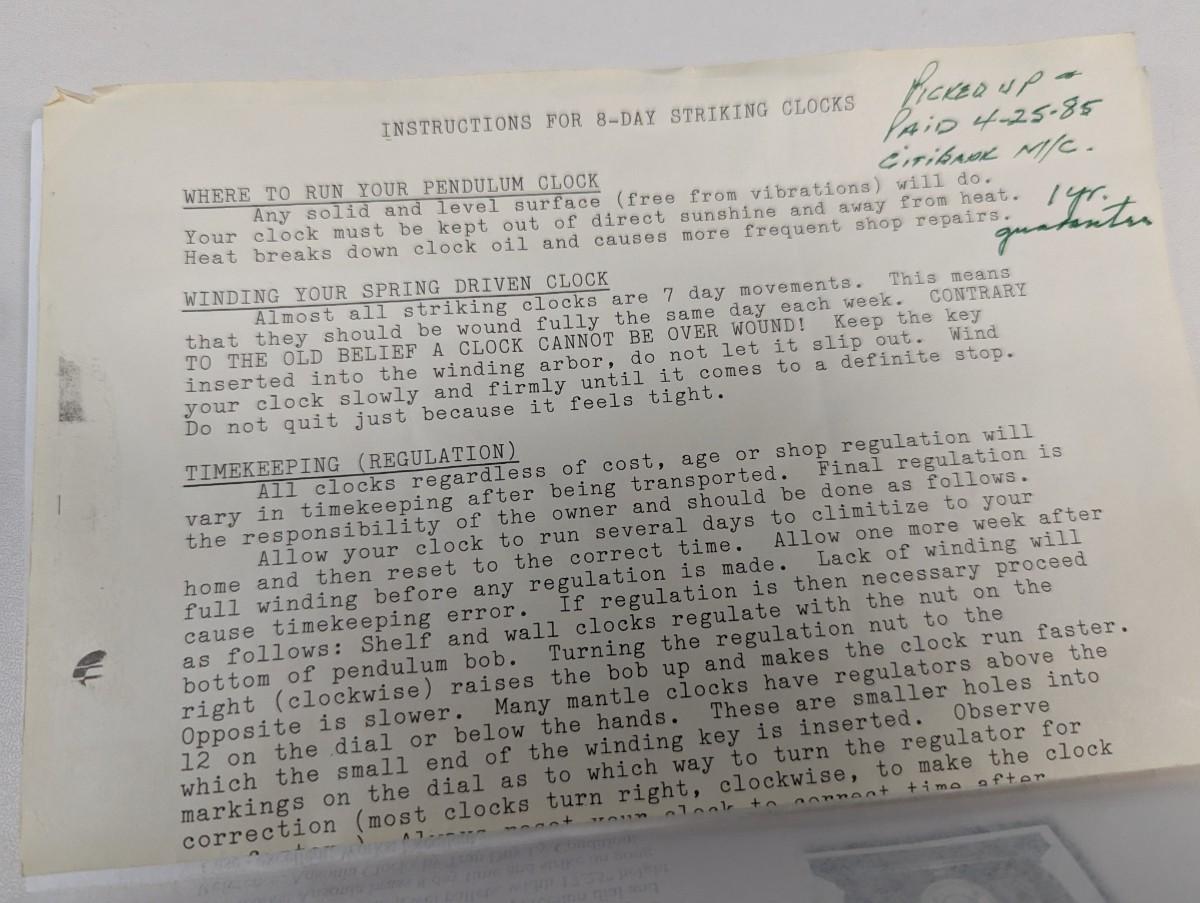 INSTRUCTIONS FOR 8-DAY STRIKING CLOCKS
PICKED UP -
PAID 4-25-85
CITIBANK M/C.
1 yr.
guarantee
WHERE TO RUN YOUR PENDULUM CLOCK
Any solid and level surface (free from vibrations) will do.
Your clock must be kept out of direct sunshine and away from heat.
Heat breaks down clock oil and causes more frequent shop repairs.
WINDING YOUR SPRING DRIVEN CLOCK
Almost all striking clocks are 7 day movements. This means
that they should be wound fully the same day each week. CONTRARY
TO THE OLD BELIEF A CLOCK CANNOT BE OVER WOUND! Keep the key
inserted into the winding arbor, do not let it slip out. Wind
your clock slowly and firmly until it comes to a definite stop.
Do not quit just because it feels tight.
TIMEKEEPING (REGULATION)
All clocks regardless of cost, age or shop regulation will
vary in timekeeping after being transported. Final regulation is
the responsibility of the owner and should be done as follows.
Allow your clock to run several days to climitize to your
home and then reset to the correct time. Allow one more week after
full winding before any regulation is made. Lack of winding will
cause timekeeping error. If regulation is then necessary proceed
as follows: Shelf and wall clocks regulate with the nut on the
bottom of pendulum bob. Turning the regulation nut to the
right (clockwise) raises the bob up and makes the clock run faster.
Opposite is slower. Many mantle clocks have regulators above the
12 on the dial or below the hands. These are smaller holes into
which the small end of the winding key is inserted. Observe
markings on the dial as to which way to turn the regulator for
correction (most clocks turn right, clockwise, to make the clock
Always reset your clock to correct time after